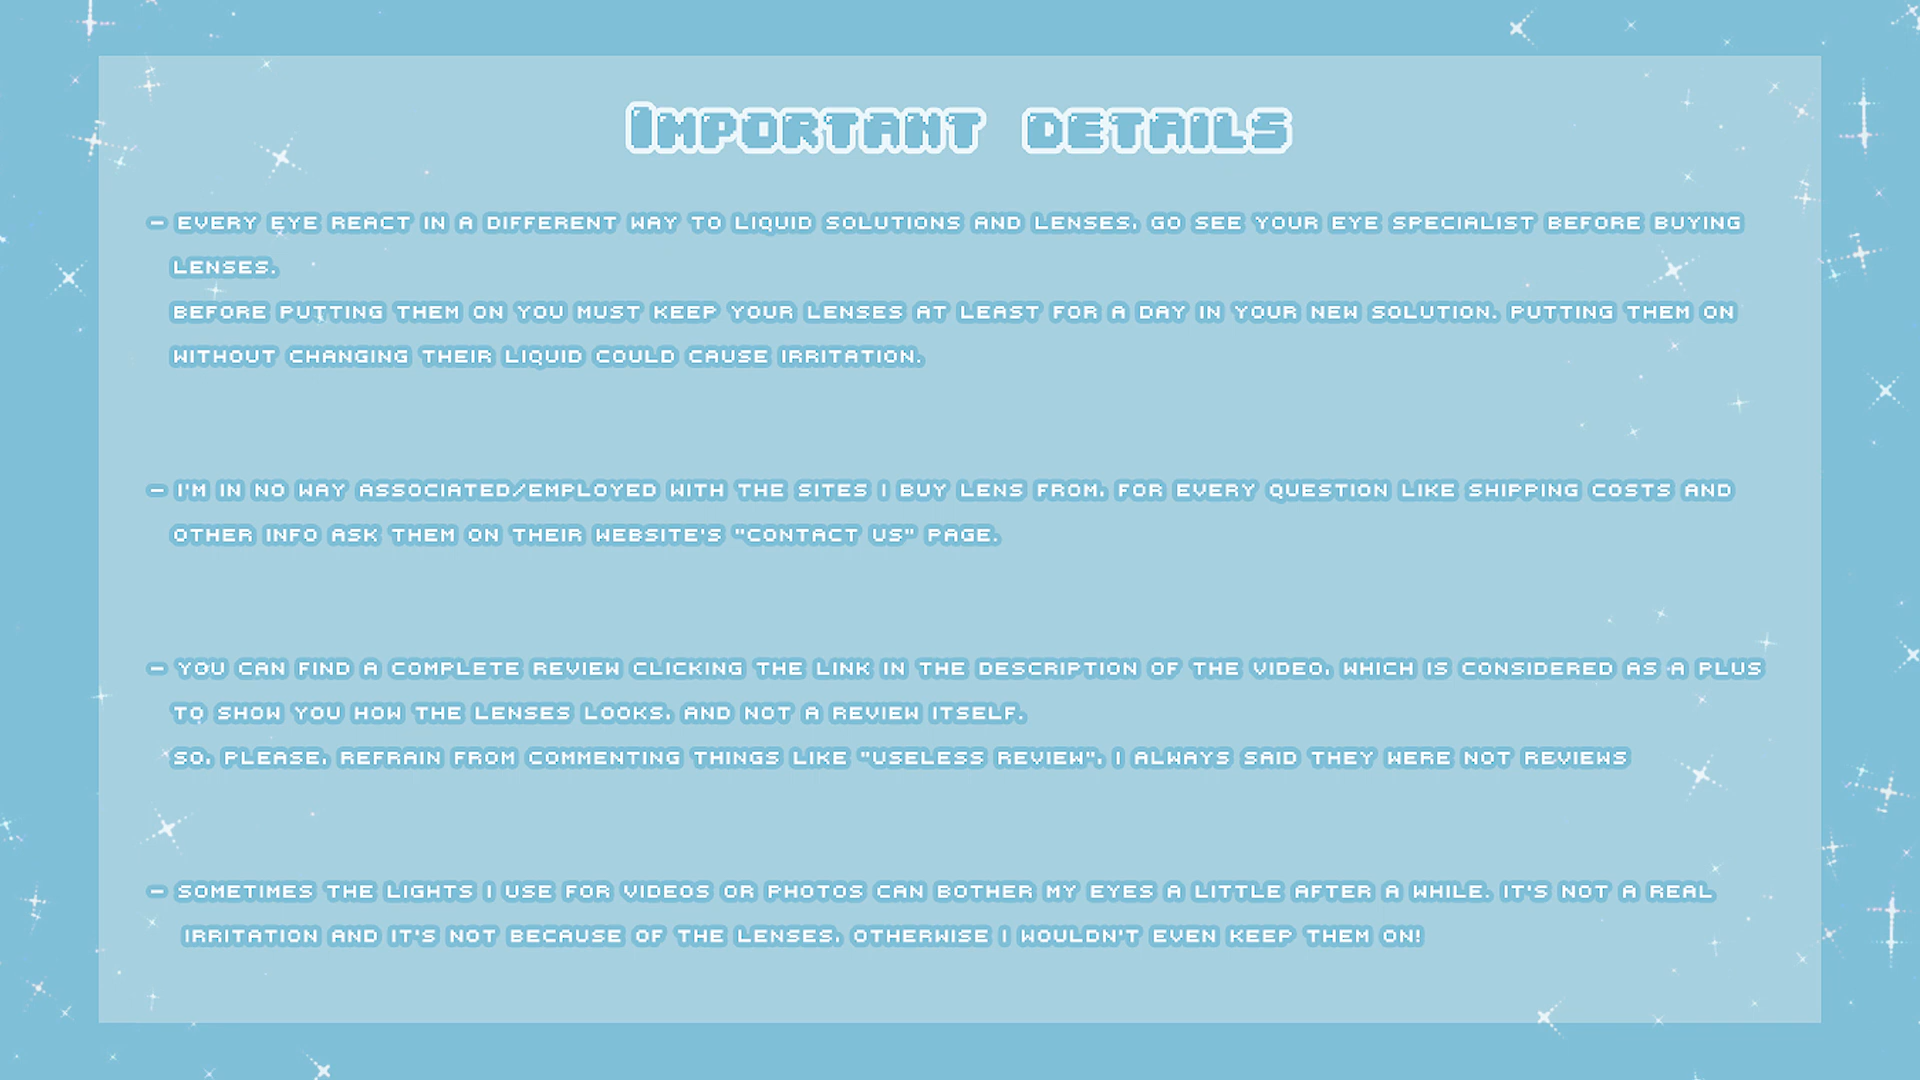 IMPORTANT DETAILS
- EVERY EYE REACT IN A DIFFERENT WAY TO LIQUID SOLUTIONS AND LENSES, GO SEE YOUR EYE SPECIALIST BEFORE BUYING
LENSES.
BEFORE PUTTING THEM ON YOU MUST KEEP YOUR LENSES AT LEAST FOR A DAY IN YOUR NEW SOLUTION. PUTTING THEM ON
WITHOUT CHANGING THEIR LIQUID COULD CAUSE IRRITATION.
- I'M IN NO WAY ASSOCIATED/EMPLOYED WITH THE SITES I BUY LENS FROM, FOR EVERY QUESTION LIKE SHIPPING COSTS AND
OTHER INFO ASK THEM ON THEIR WEBSITE'S "CONTACT US" PAGE.
- YOU CAN FIND A COMPLETE REVIEW CLICKING THE LINK IN THE DESCRIPTION OF THE VIDEO, WHICH IS CONSIDERED AS A PLUS
TO SHOW YOU HOW THE LENSES LOOKS, AND NOT A REVIEW ITSELF.
SO, PLEASE, REFRAIN FROM COMMENTING THINGS LIKE "USELESS REVIEW", I ALWAYS SAID THEY WERE NOT REVIEWS
- SOMETIMES THE LIGHTS I USE FOR VIDEOS OR PHOTOS CAN BOTHER MY EYES A LITTLE AFTER A WHILE. IT'S NOT A REAL
IRRITATION AND IT'S NOT BECAUSE OF THE LENSES, OTHERWISE I WOULDN'T EVEN KEEP THEM ON!